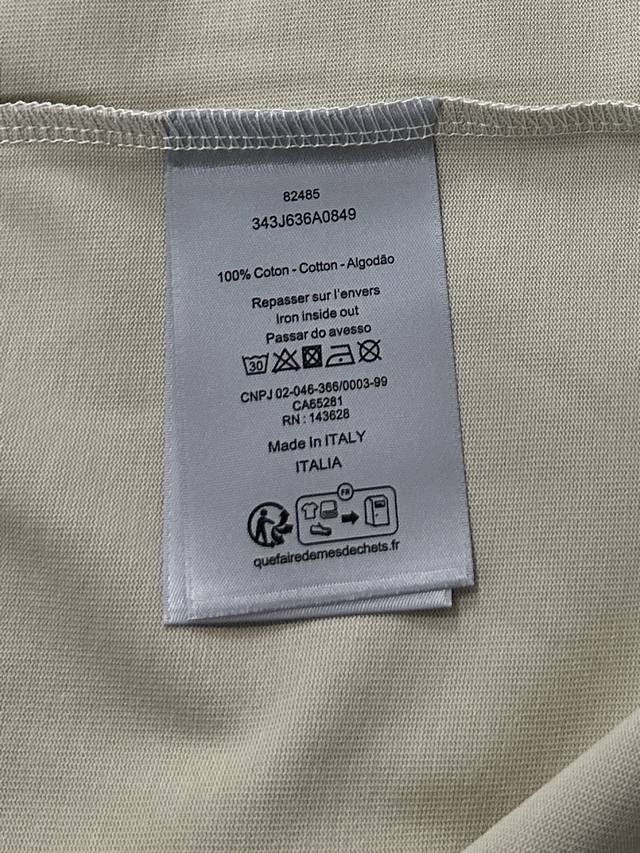 82485
343J636A0849
100% Coton - Cotton - Algodão
Repasser sur l'envers
Iron inside out
Passar do avesso
30
CNPJ 02-046-366/0003-99
CA65281
RN : 143628
Made In ITALY
ITALIA
FR
quefairedemesdechets.fr